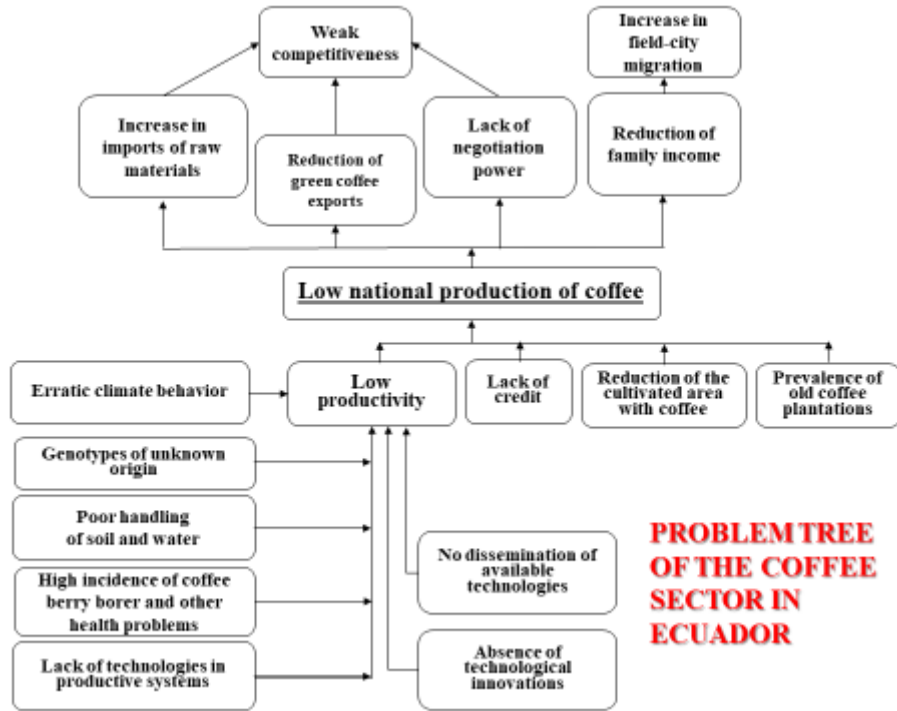 Weak
competitiveness
Increase in
field-city
migration
Increase in
imports of raw
materials
Reduction of
green coffee
exports
Lack of
negotiation
power
Reduction of
family income
Low national production of coffee
Erratic climate behavior
Low
productivity
Lack of
credit
Reduction of the
cultivated area
with coffee
Prevalence of
old coffee
plantations
Genotypes of unknown
origin
Poor handling
of soil and water
High incidence of coffee
berry borer and other
health problems
Lack of technologies in
productive systems
No dissemination of
available
technologies
Absence of
technological
innovations
PROBLEM TREE
OF THE COFFEE
SECTOR IN
ECUADOR